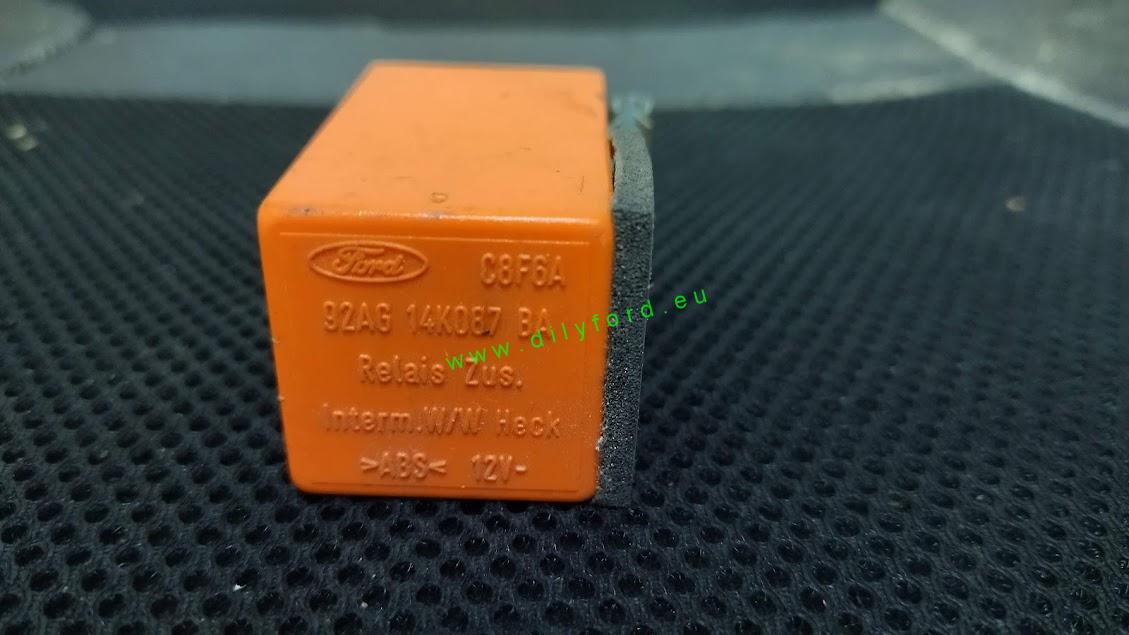 Ford C8F6A
92AG 14K087 BA
Relais Zus.
Interm.W/W Heck
>ABS< 12V-
www.dilyford.eu